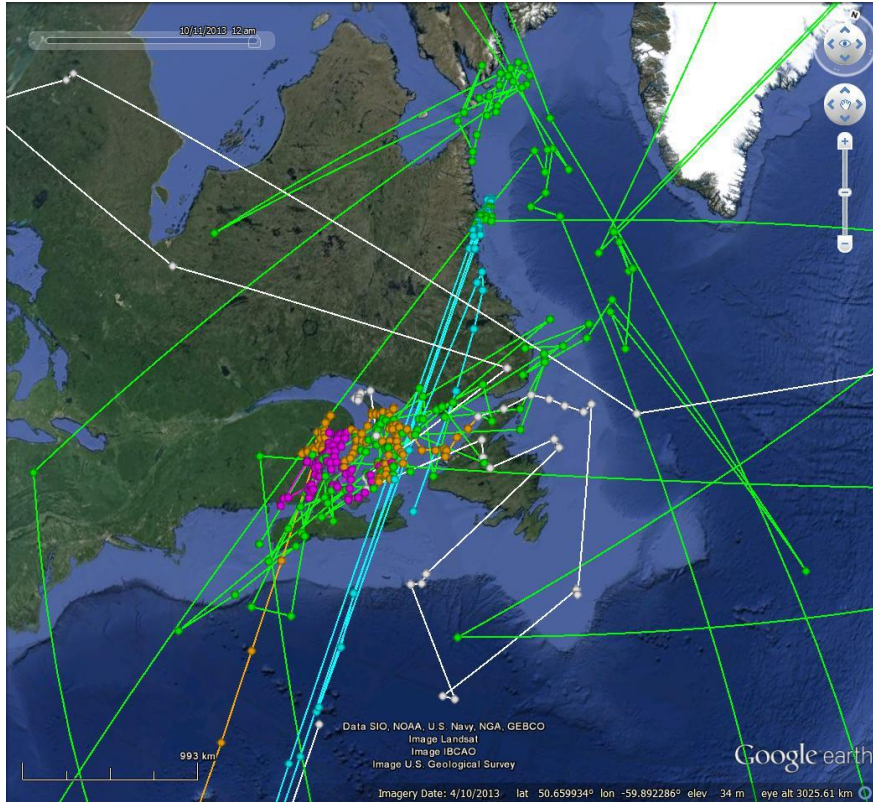 10/11/2013 12 am
N
993 km
Data SIO, NOAA, U.S. Navy, NGA, GEBCO
Image Landsat
Image IBCAO
Image U.S. Geological Survey
Google earth
Imagery Date: 4/10/2013 lat 50.659934° lon -59.892286° elev 34 m eye alt 3025.61 km